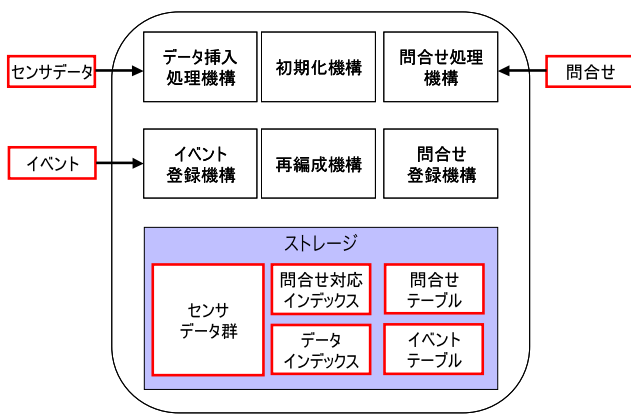 センサデータ
データ挿入
処理機構
初期化機構
問合せ処理
機構
問合せ
イベント
イベント
登録機構
再編成機構
問合せ
登録機構
ストレージ
センサ
データ群
問合せ対応
インデックス
問合せ
テーブル
データ
インデックス
イベント
テーブル